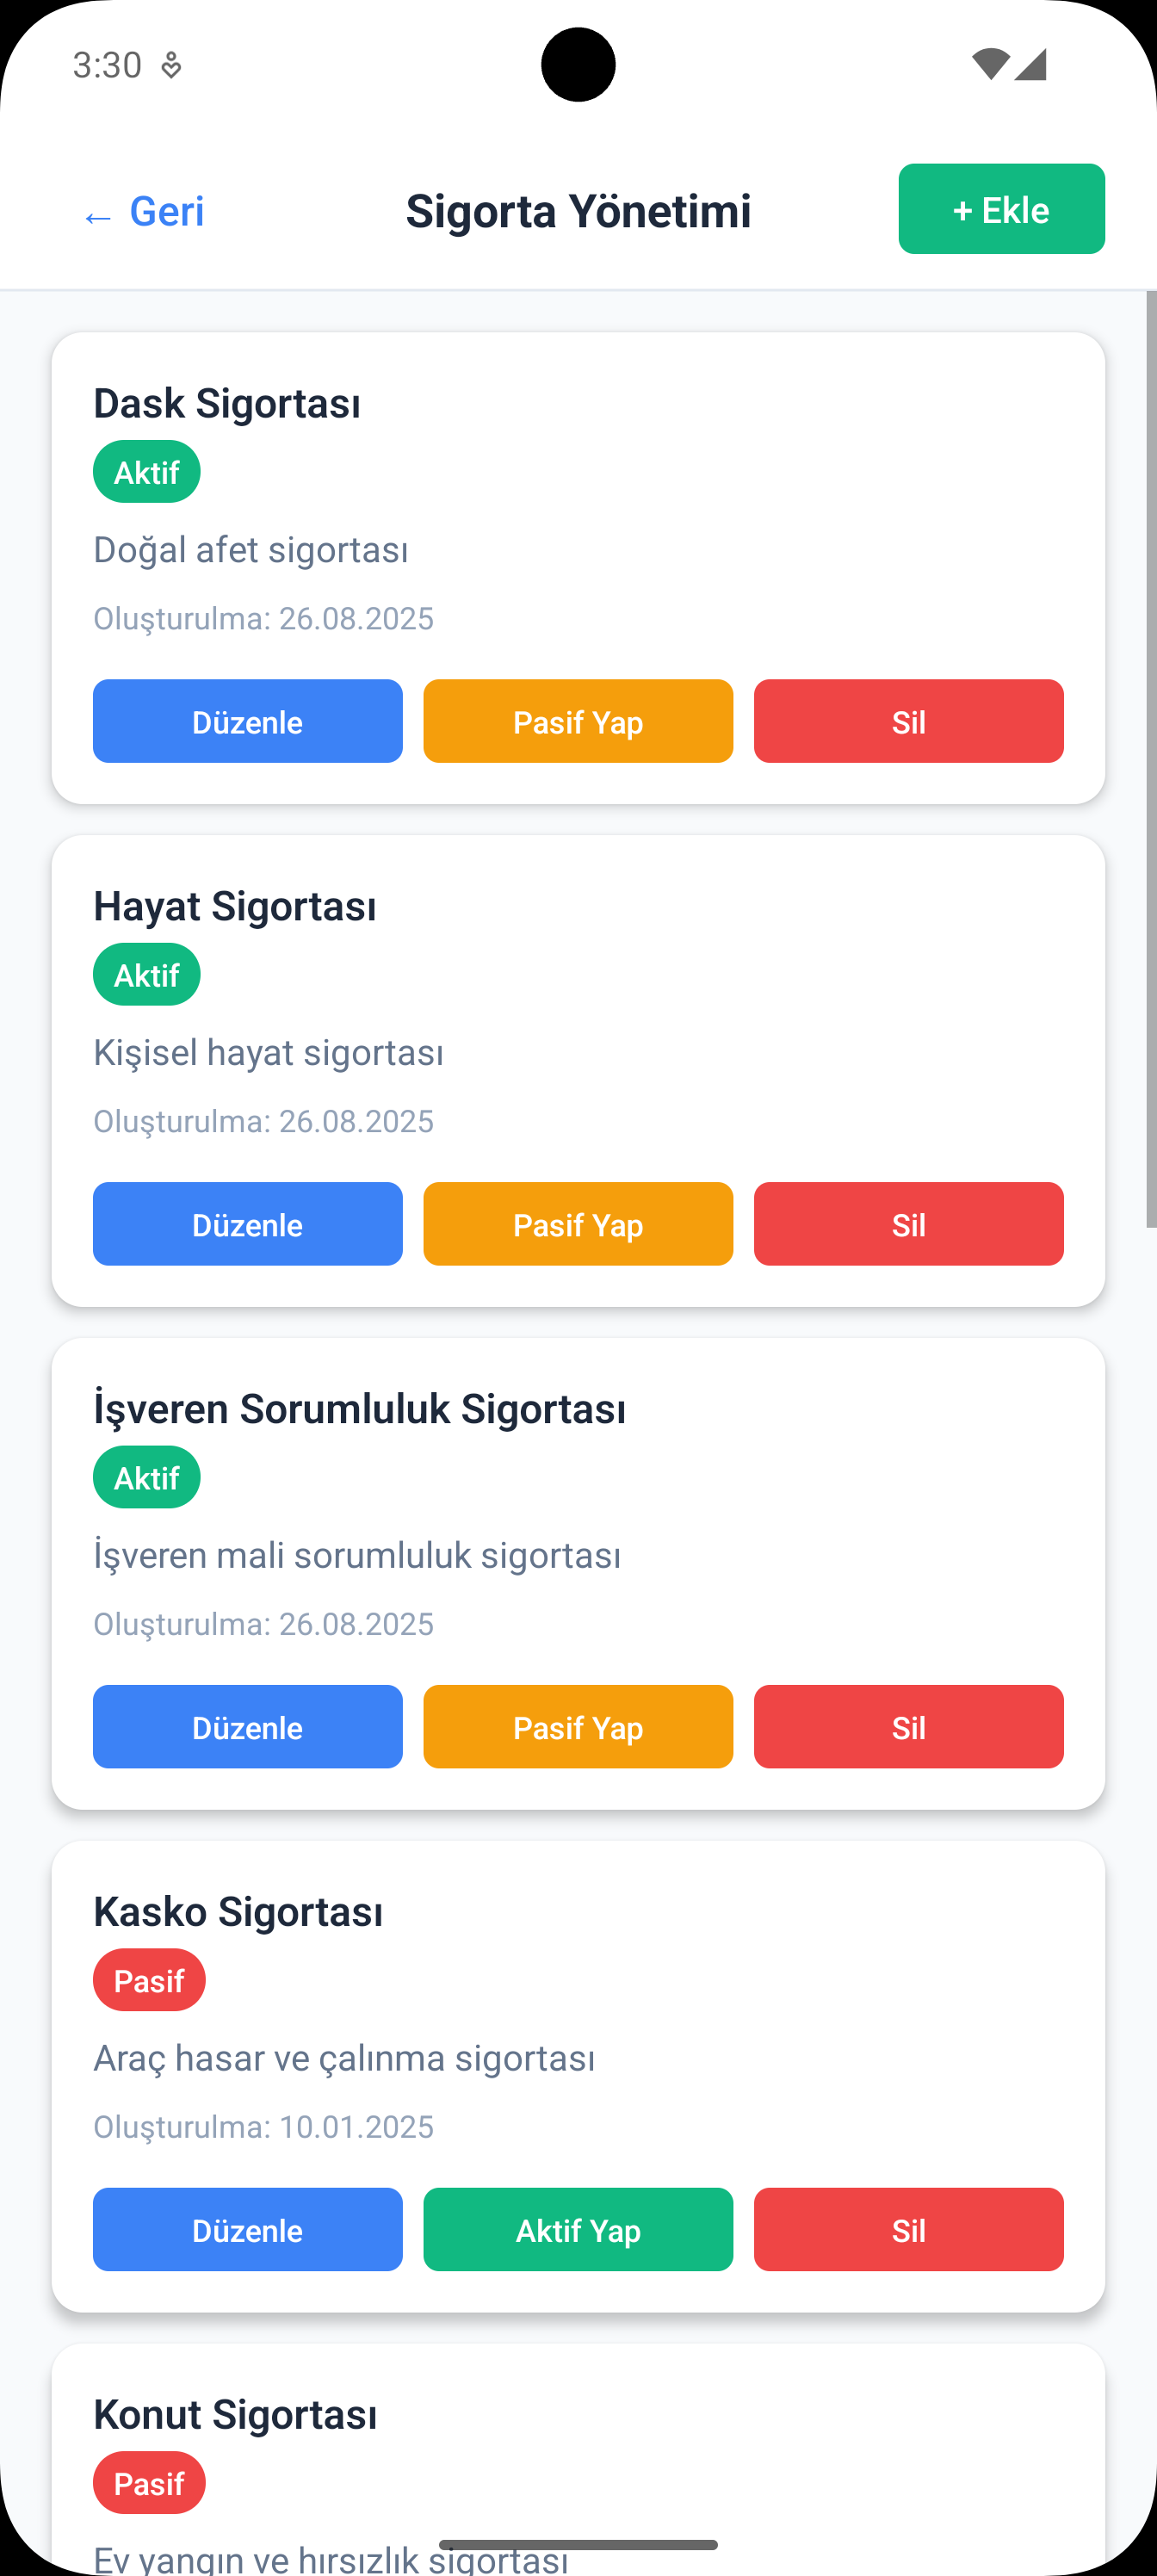 3:30
← Geri
Sigorta Yönetimi
+ Ekle
Dask Sigortası
Aktif
Doğal afet sigortası
Oluşturulma: 26.08.2025
Düzenle
Pasif Yap
Sil
Hayat Sigortası
Aktif
Kişisel hayat sigortası
Oluşturulma: 26.08.2025
Düzenle
Pasif Yap
Sil
İşveren Sorumluluk Sigortası
Aktif
İşveren mali sorumluluk sigortası
Oluşturulma: 26.08.2025
Düzenle
Pasif Yap
Sil
Kasko Sigortası
Pasif
Araç hasar ve çalınma sigortası
Oluşturulma: 10.01.2025
Düzenle
Aktif Yap
Sil
Konut Sigortası
Pasif
Ev yangın ve hırsızlık sigortası